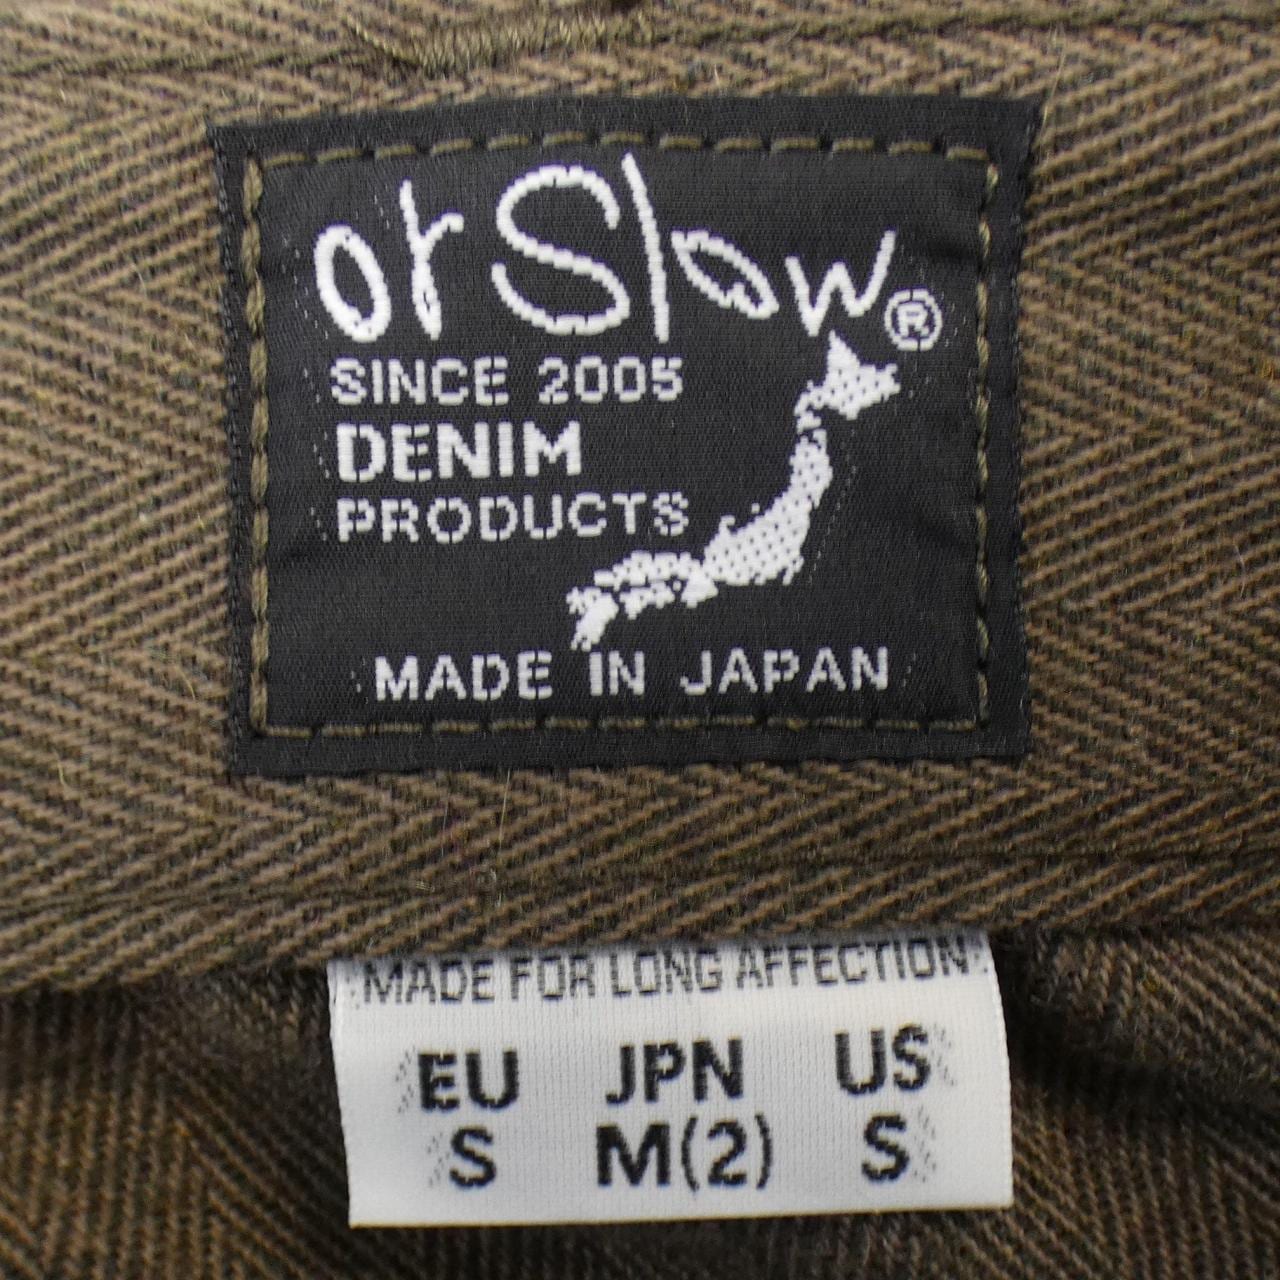 orSlow®
SINCE 2005
DENIM
PRODUCTS
MADE IN JAPAN
MADE FOR LONG AFFECTION
EU JPN US
S M(2) S